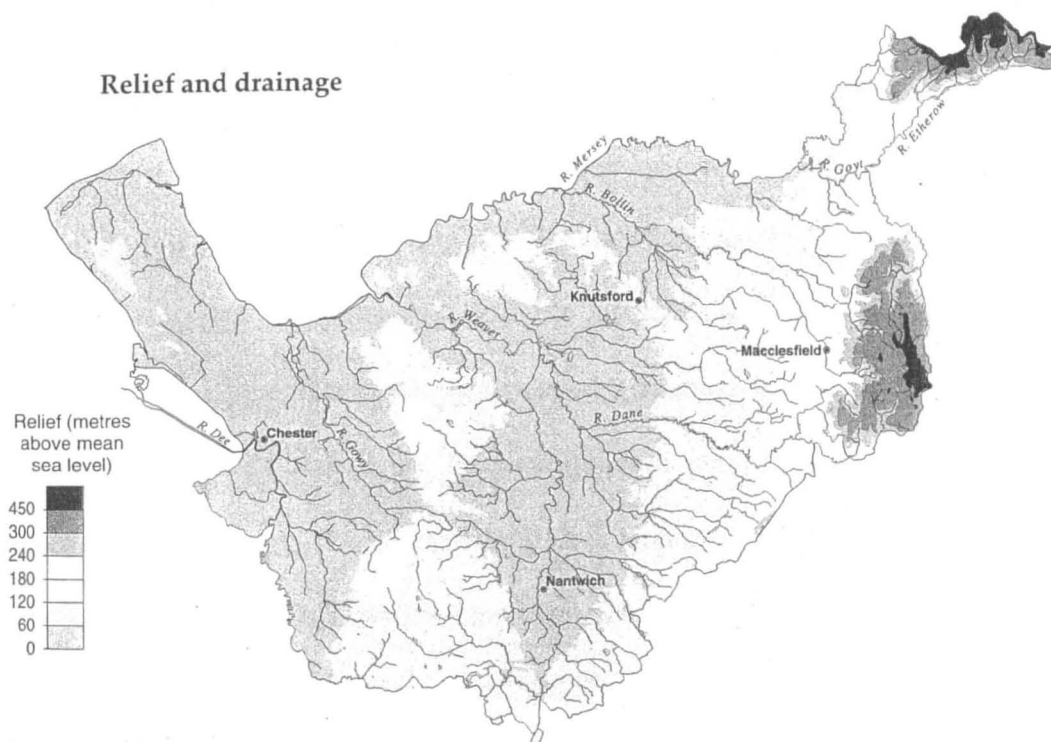 Relief and drainage
R. Mersey
R. Etherow
R. Goyt
R. Bollin
Knutsford
R. Weaver
Macclesfield
R. Dane
R. Dee
Chester
R. Gowy
Relief (metres
above mean
sea level)
450
300
240
180
120
60
0
Nantwich